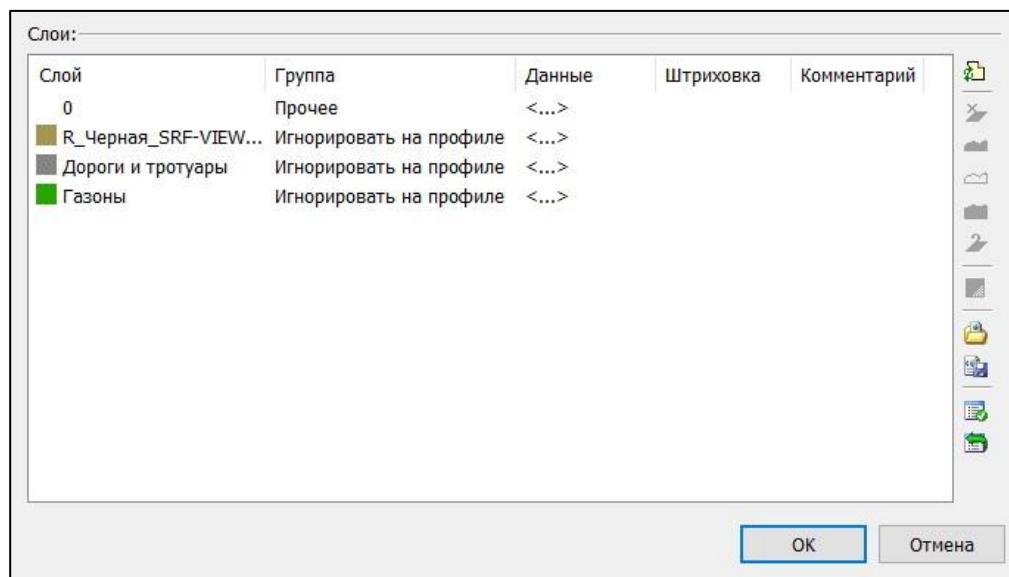 Слои:
Слой Группа Данные Штриховка Комментарий
0 Прочее <...>
R_Черная_SRF-VIEW... Игнорировать на профиле <...>
Дороги и тротуары Игнорировать на профиле <...>
Газоны Игнорировать на профиле <...>
OK Отмена